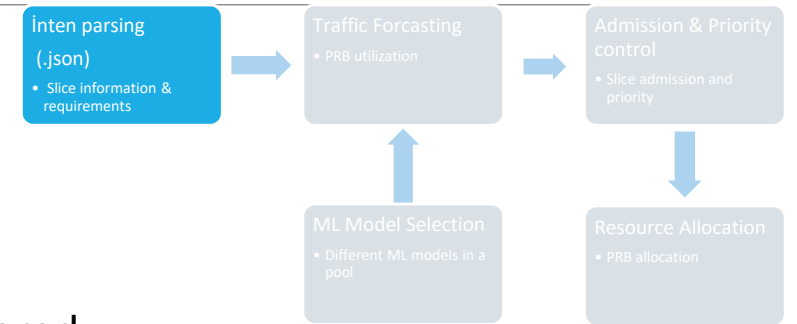 İnten parsing
(.json)
• Slice information &
requirements
Traffic Forcasting
• PRB utilization
Admission & Priority
control
• Slice admission and
priority
ML Model Selection
• Different ML models in a
pool
Resource Allocation
• PRB allocation